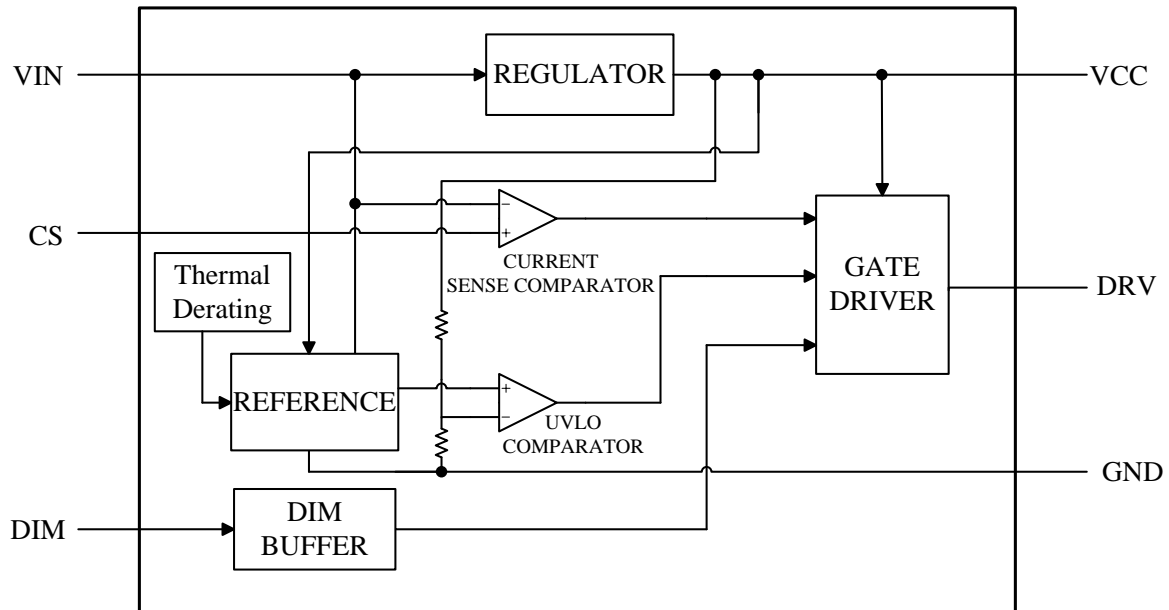 VIN
REGULATOR
VCC
−
+
CS
CURRENT
SENSE COMPARATOR
GATE
DRIVER
DRV
Thermal
Derating
REFERENCE
+
−
UVLO
COMPARATOR
GND
DIM
DIM
BUFFER